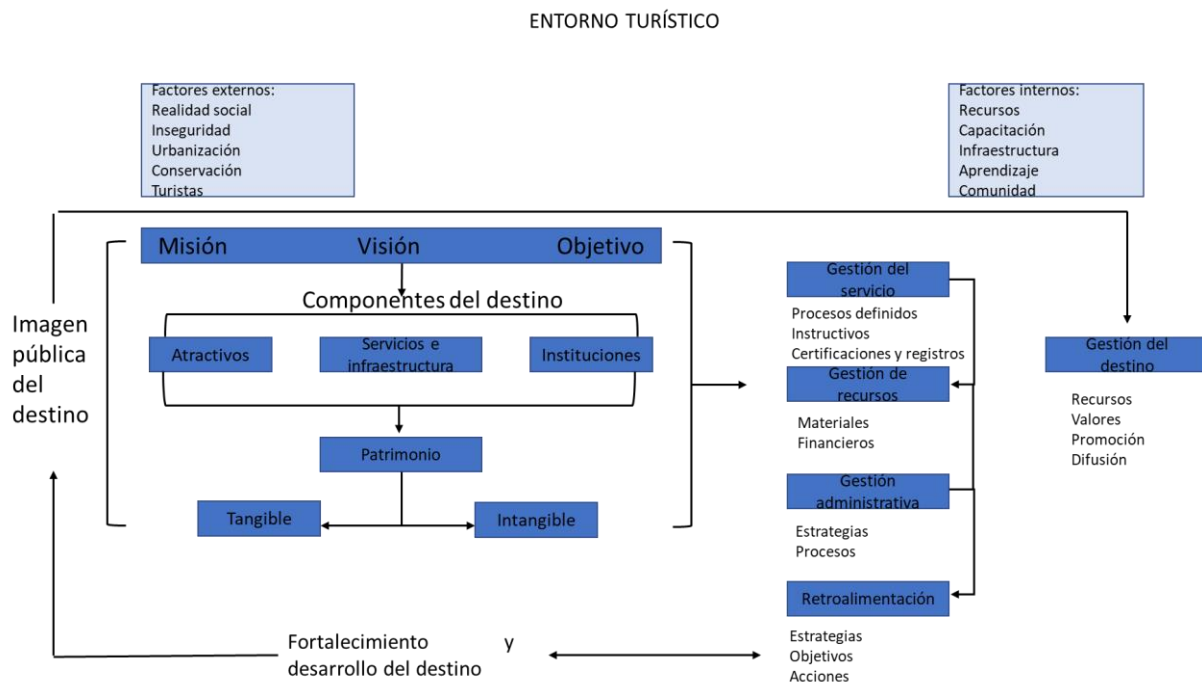 ENTORNO TURÍSTICO
Factores externos:
Realidad social
Inseguridad
Urbanización
Conservación
Turistas
Factores internos:
Recursos
Capacitación
Infraestructura
Aprendizaje
Comunidad
Misión Visión Objetivo
Componentes del destino
Atractivos
Servicios e
infraestructura
Instituciones
Patrimonio
Tangible
Intangible
Imagen
pública
del
destino
Gestión del
servicio
Procesos definidos
Instructivos
Certificaciones y registros
Gestión de
recursos
Materiales
Financieros
Gestión
administrativa
Estrategias
Procesos
Retroalimentación
Estrategias
Objetivos
Acciones
Gestión del
destino
Recursos
Valores
Promoción
Difusión
Fortalecimiento y
desarrollo del destino